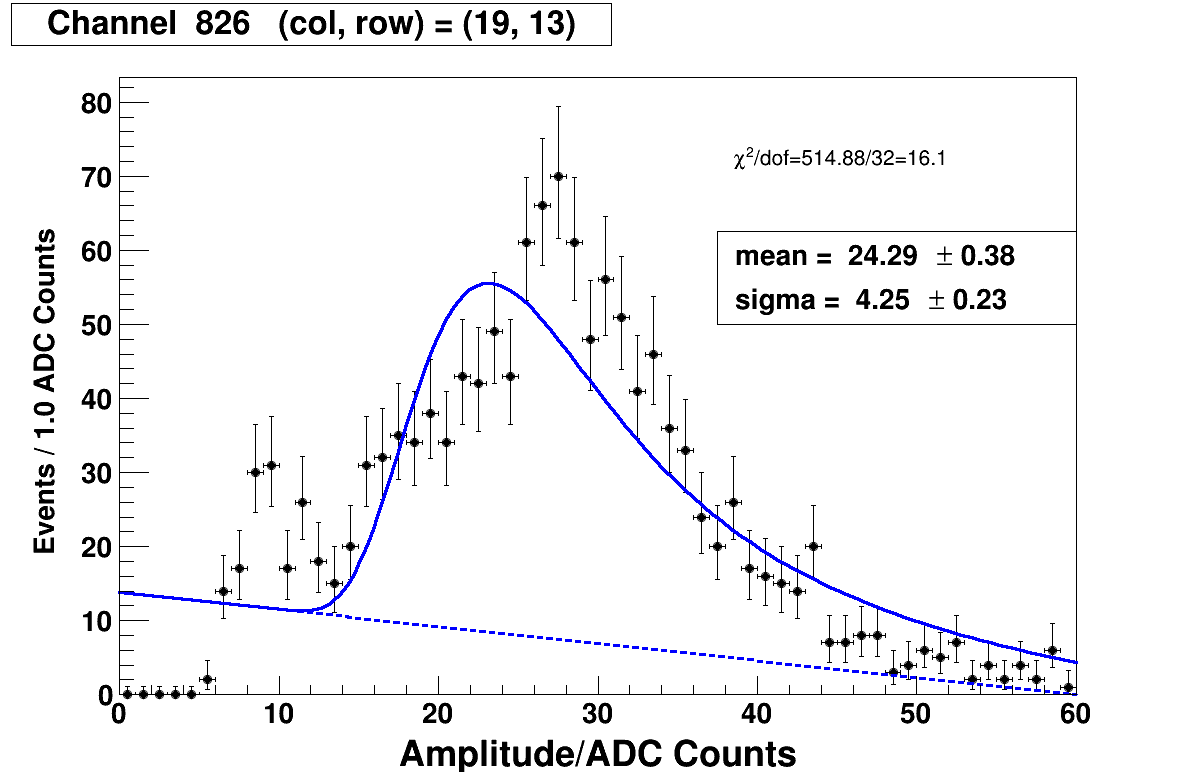 Channel 826 (col, row) = (19, 13)
χ²/dof=514.88/32=16.1
mean = 24.29 ± 0.38
sigma = 4.25 ± 0.23
Events / 1.0 ADC Counts
80
70
60
50
40
30
20
10
0
0 10 20 30 40 50 60
Amplitude/ADC Counts